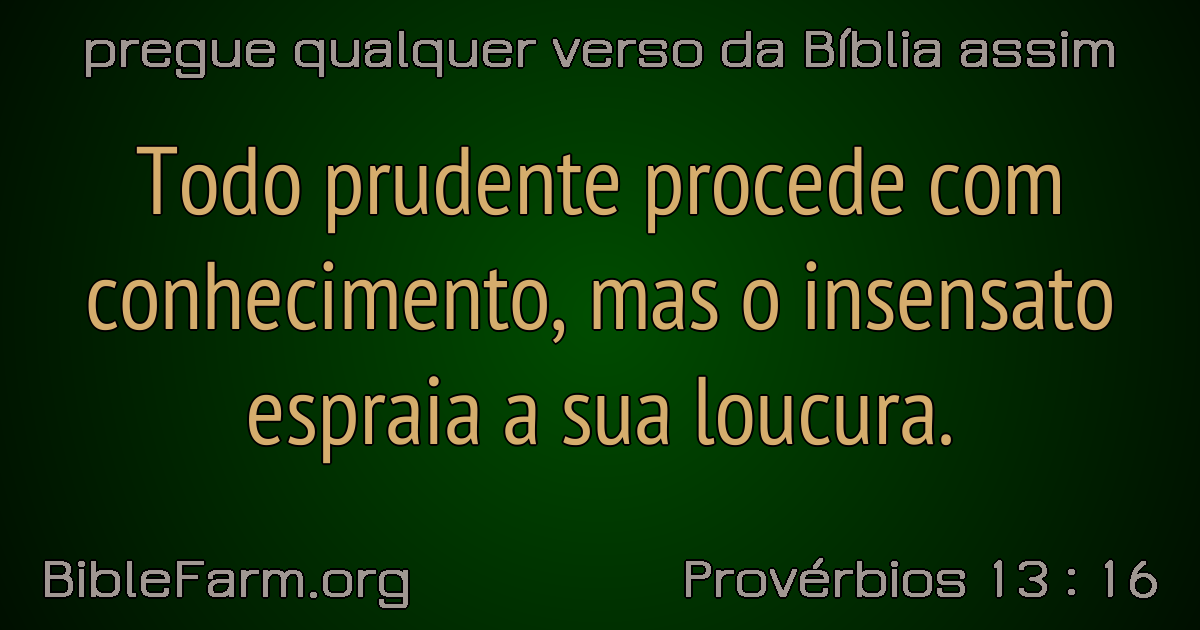 pregue qualquer verso da Bíblia assim
Todo prudente procede com
conhecimento, mas o insensato
espraia a sua loucura.
BibleFarm.org
Provérbios 13 : 16